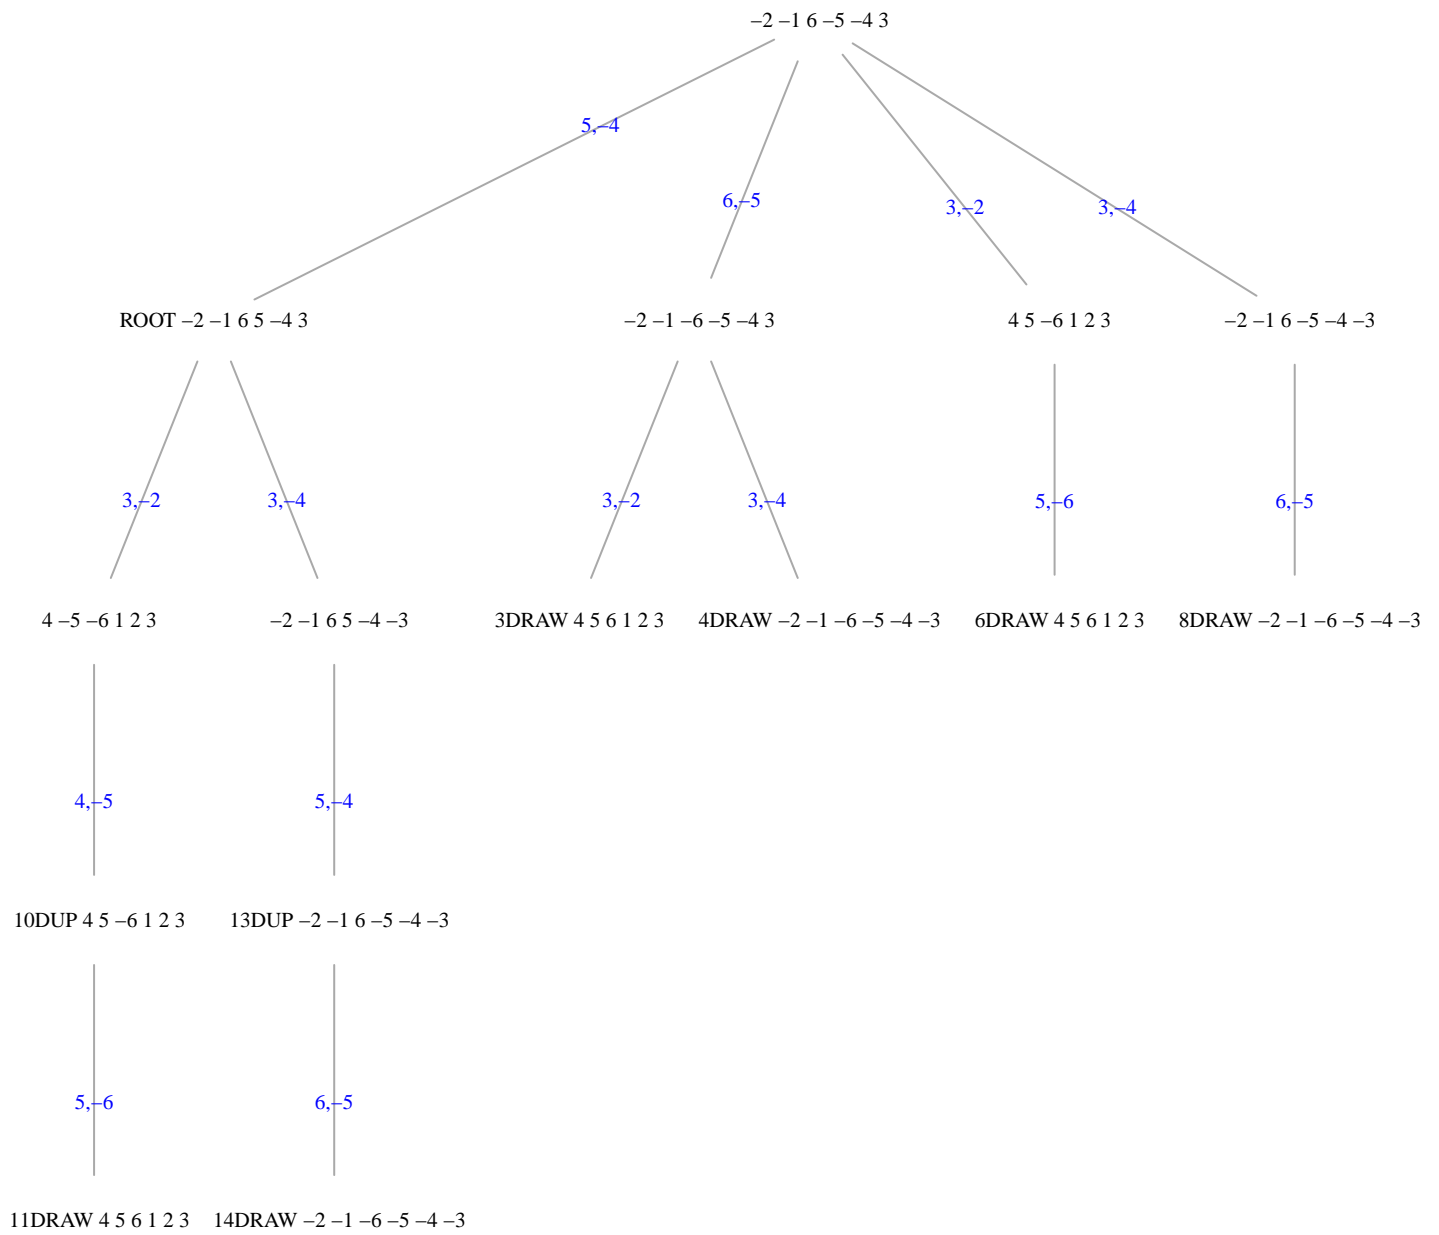 −2 −1 6 −5 −4 3
5,−4
6,−5
3,−2
3,−4
ROOT −2 −1 6 5 −4 3
−2 −1 −6 −5 −4 3
4 5 −6 1 2 3
−2 −1 6 −5 −4 −3
3,−2
3,−4
3,−2
3,−4
5,−6
6,−5
4 −5 −6 1 2 3
−2 −1 6 5 −4 −3
3DRAW 4 5 6 1 2 3
4DRAW −2 −1 −6 −5 −4 −3
6DRAW 4 5 6 1 2 3
8DRAW −2 −1 −6 −5 −4 −3
4,−5
5,−4
10DUP 4 5 −6 1 2 3
13DUP −2 −1 6 −5 −4 −3
5,−6
6,−5
11DRAW 4 5 6 1 2 3
14DRAW −2 −1 −6 −5 −4 −3